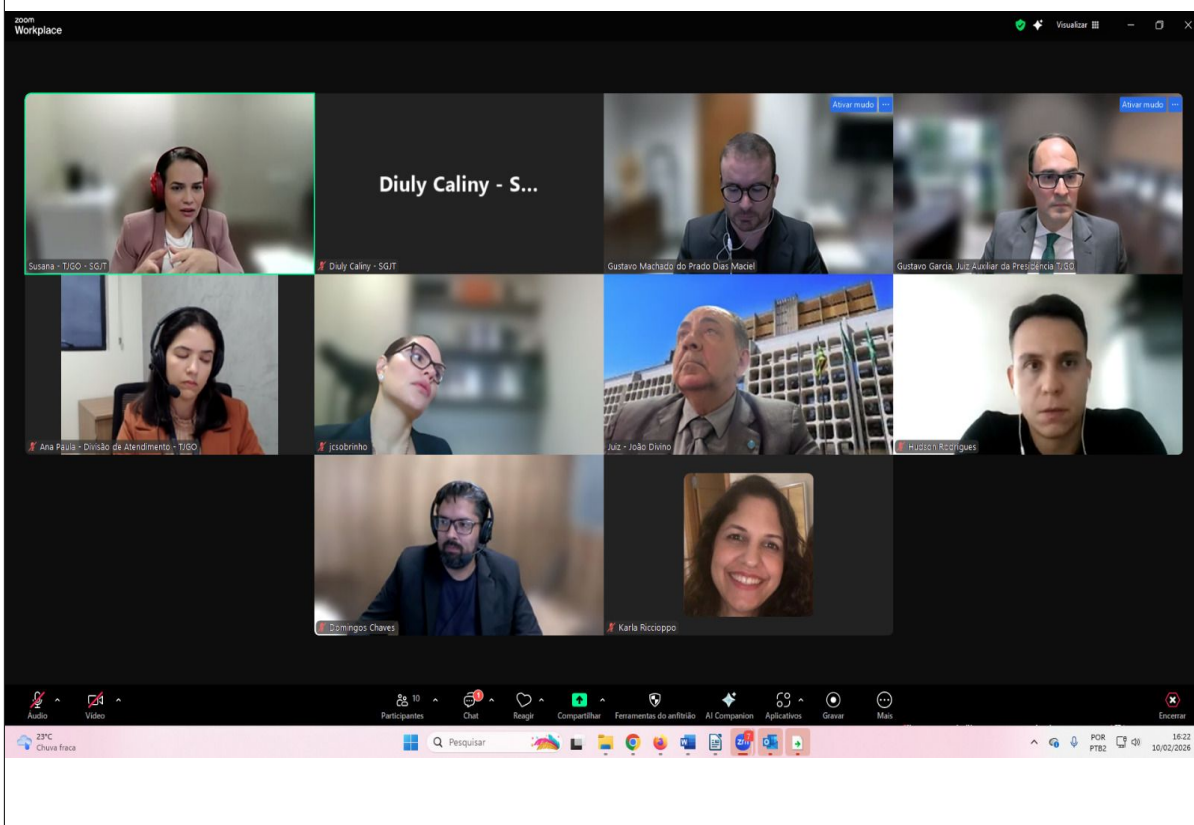 zoom
Workplace
Visualizar
Ativar mudo
Ativar mudo
Diuly Caliny - S...
Susana - TJGO - SGJT
Diuly Caliny - SGJT
Gustavo Machado do Prado Dias Maciel
Gustavo Garcia, Juiz Auxiliar da Presidência TJGO
Ana Paula - Divisão de Atendimento - TJGO
jcsobrinho
Juiz - João Divino
Hudson Rodrigues
Domingos Chaves
Karla Riccioppo
10
1
Áudio
Vídeo
Participantes
Chat
Reagir
Compartilhar
Ferramentas do anfitrião
AI Companion
Aplicativos
Gravar
Mais
Encerrar
23°C
Chuva fraca
Pesquisar
POR
PTB2
16:22
10/02/2026